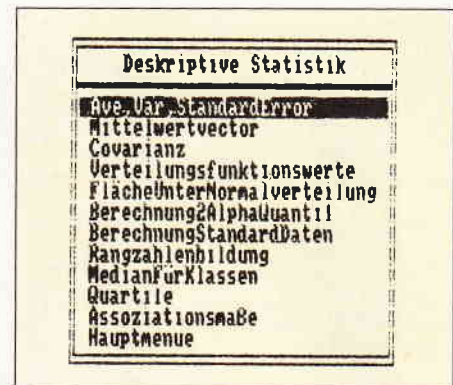 Deskriptive Statistik
Ave,Var,StandardError
Mittelwertvector
Covarianz
Verteilungsfunktionswerte
FlächeUnterNormalverteilung
Berechnung2AlphaQuantil
BerechnungStandardDaten
Rangzahlenbildung
MedianFürKlassen
Quartile
Assoziationsmaße
Hauptmenue